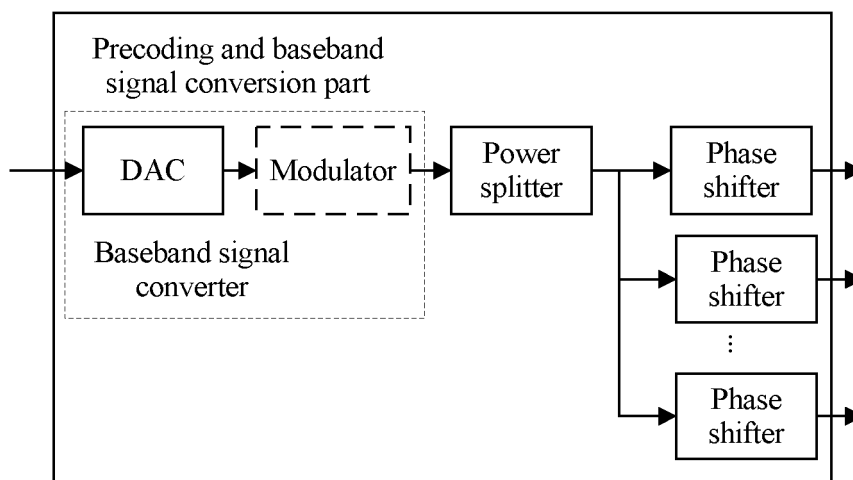 Precoding and baseband
signal conversion part
DAC
Modulator
Power
splitter
Phase
shifter
Baseband signal
converter
Phase
shifter
Phase
shifter